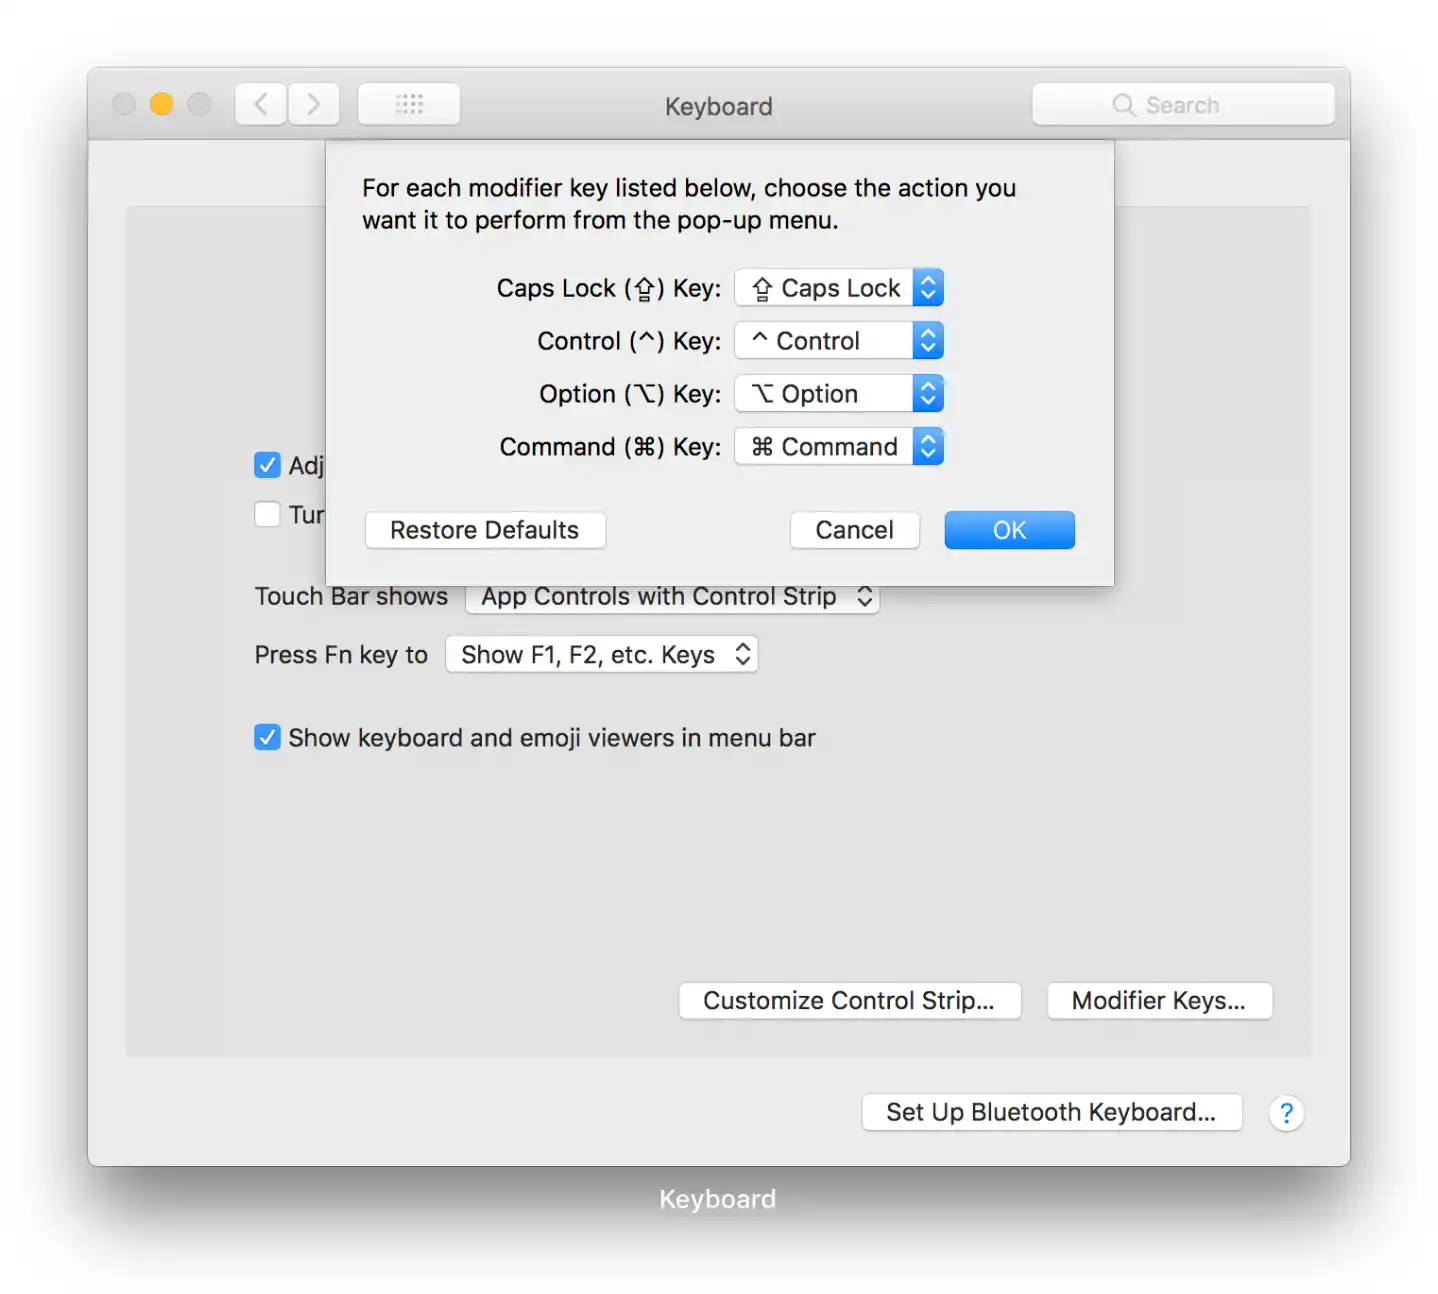 Keyboard
Search
For each modifier key listed below, choose the action you
want it to perform from the pop-up menu.
Caps Lock (⇪) Key: ⇪ Caps Lock
Control (^) Key: ^ Control
Option (⌥) Key: ⌥ Option
Command (⌘) Key: ⌘ Command
Restore Defaults Cancel OK
Adj
Tur
Touch Bar shows App Controls with Control Strip
Press Fn key to Show F1, F2, etc. Keys
Show keyboard and emoji viewers in menu bar
Customize Control Strip... Modifier Keys...
Set Up Bluetooth Keyboard... ?
Keyboard